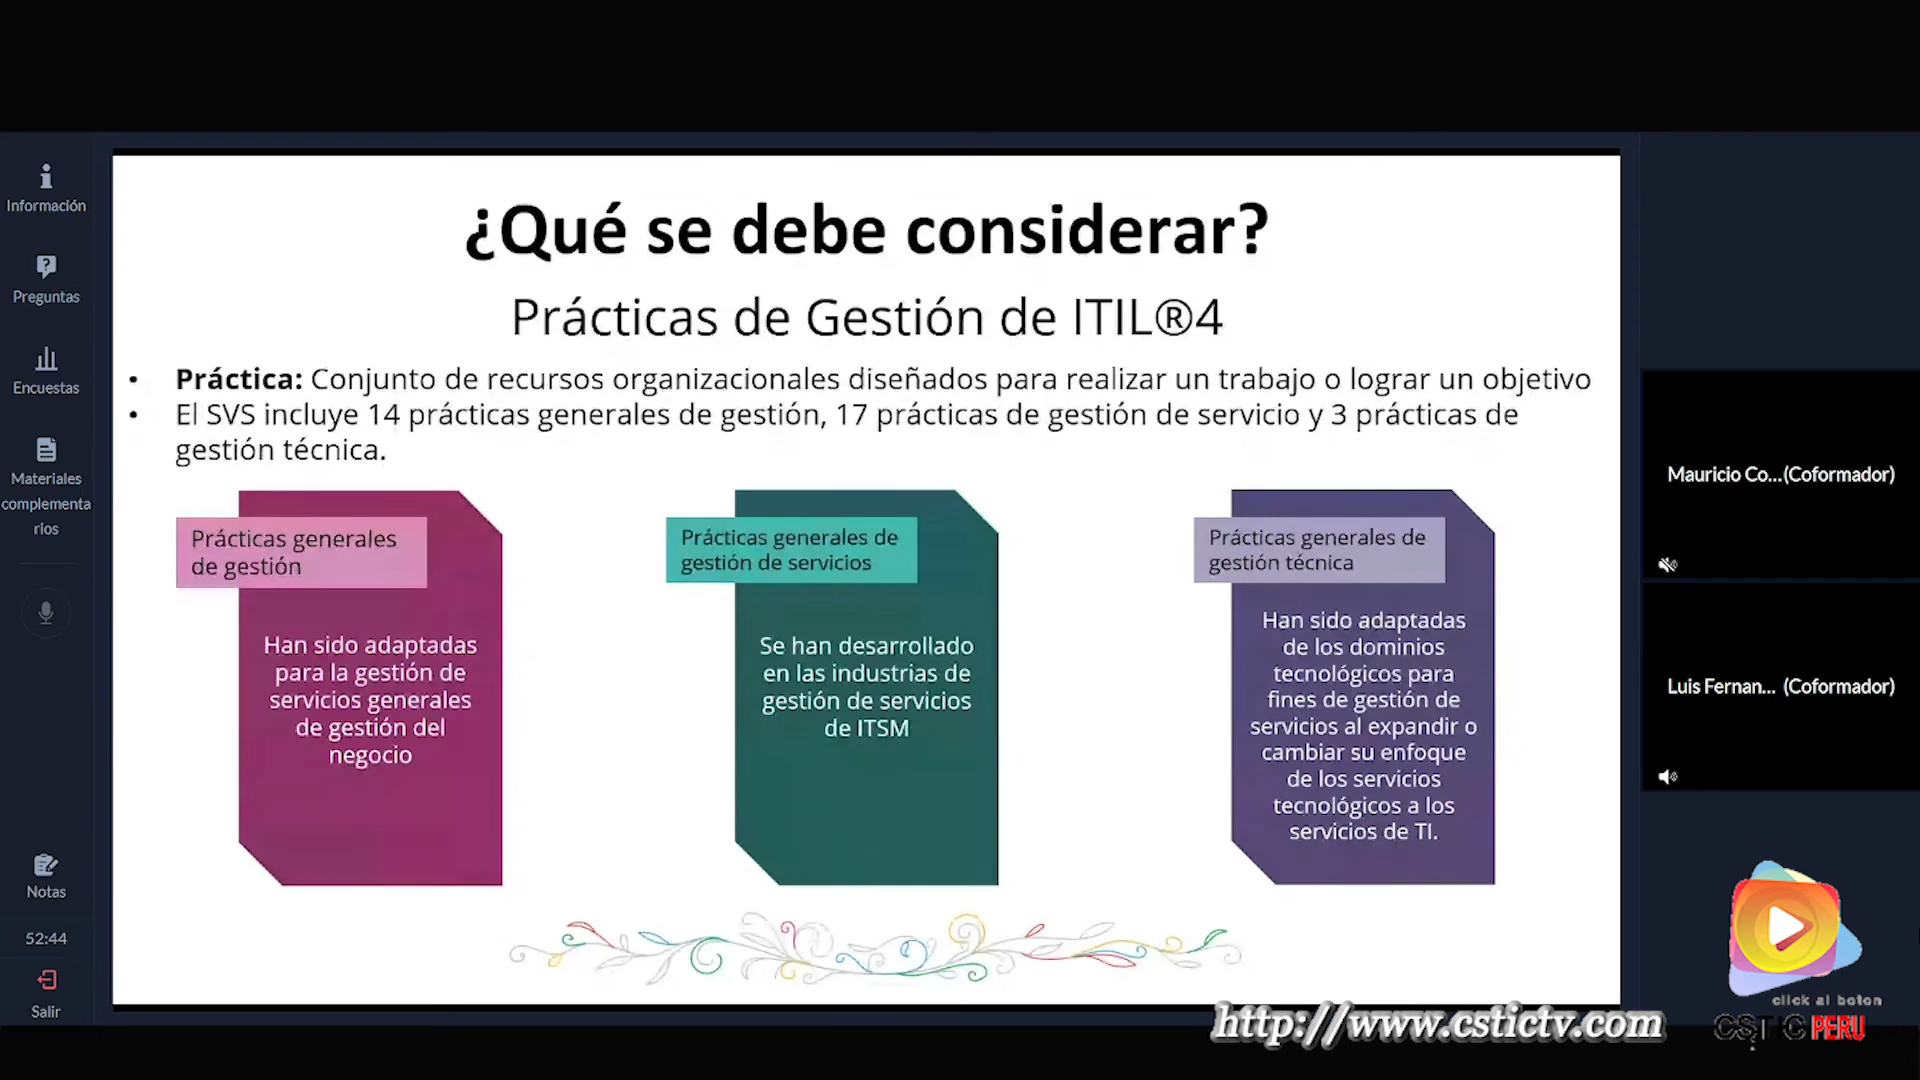 Información
Preguntas
Encuestas
Materiales
complementa
rios
Notas
52:44
Salir
¿Qué se debe considerar?
Prácticas de Gestión de ITIL®4
• Práctica: Conjunto de recursos organizacionales diseñados para realizar un trabajo o lograr un objetivo
• El SVS incluye 14 prácticas generales de gestión, 17 prácticas de gestión de servicio y 3 prácticas de
gestión técnica.
Prácticas generales
de gestión
Han sido adaptadas
para la gestión de
servicios generales
de gestión del
negocio
Prácticas generales de
gestión de servicios
Se han desarrollado
en las industrias de
gestión de servicios
de ITSM
Prácticas generales de
gestión técnica
Han sido adaptadas
de los dominios
tecnológicos para
fines de gestión de
servicios al expandir o
cambiar su enfoque
de los servicios
tecnológicos a los
servicios de TI.
Mauricio Co...(Coformador)
Luis Fernan... (Coformador)
click al boton
CSTIC PERU
http://www.cstictv.com